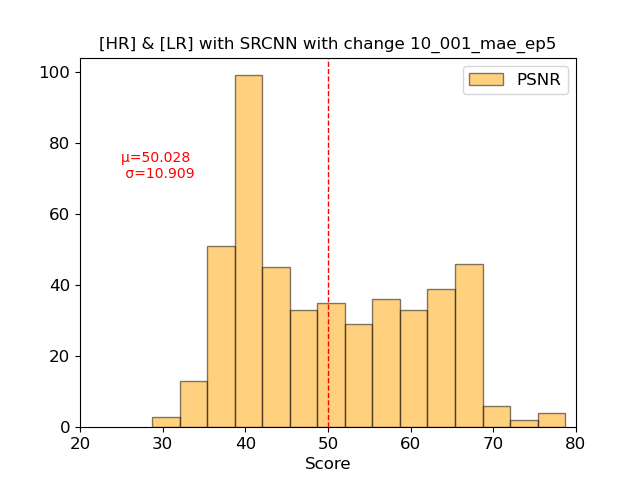 [HR] & [LR] with SRCNN with change 10_001_mae_ep5
PSNR
μ=50.028
σ=10.909
100
80
60
40
20
0
20 30 40 50 60 70 80
Score